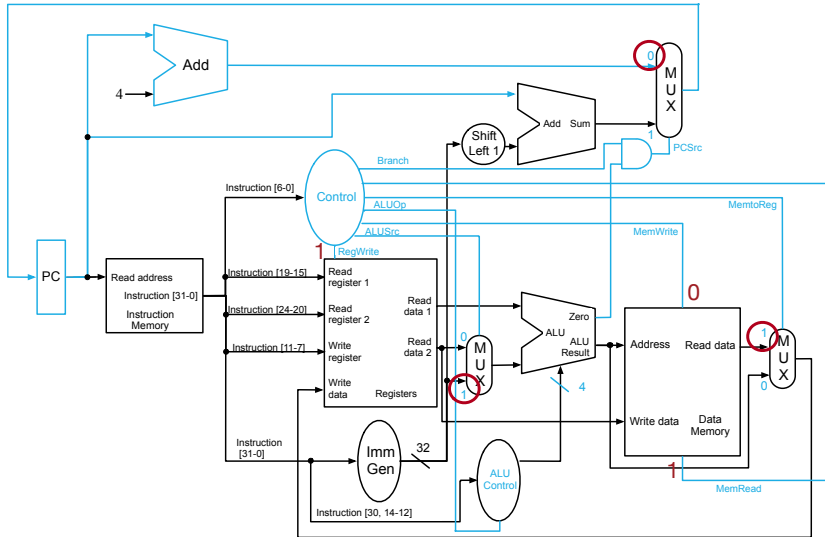 0
M
U
X
1
Add
4
Add Sum
Shift
Left 1
PCSrc
Branch
Instruction [6-0]
Control
ALUOp
MemtoReg
MemWrite
ALUSrc
1
RegWrite
PC
Read address
Instruction [31-0]
Instruction
Memory
Instruction [19-15]
Instruction [24-20]
Instruction [11-7]
Read
register 1
Read
register 2
Write
register
Write
data
Registers
Read
data 1
Read
data 2
0
M
U
X
1
Zero
ALU
ALU
Result
4
0
Address
Read data
Write data
Data
Memory
1
MemRead
1
M
U
X
0
Instruction
[31-0]
Imm
Gen
32
ALU
Control
Instruction [30, 14-12]